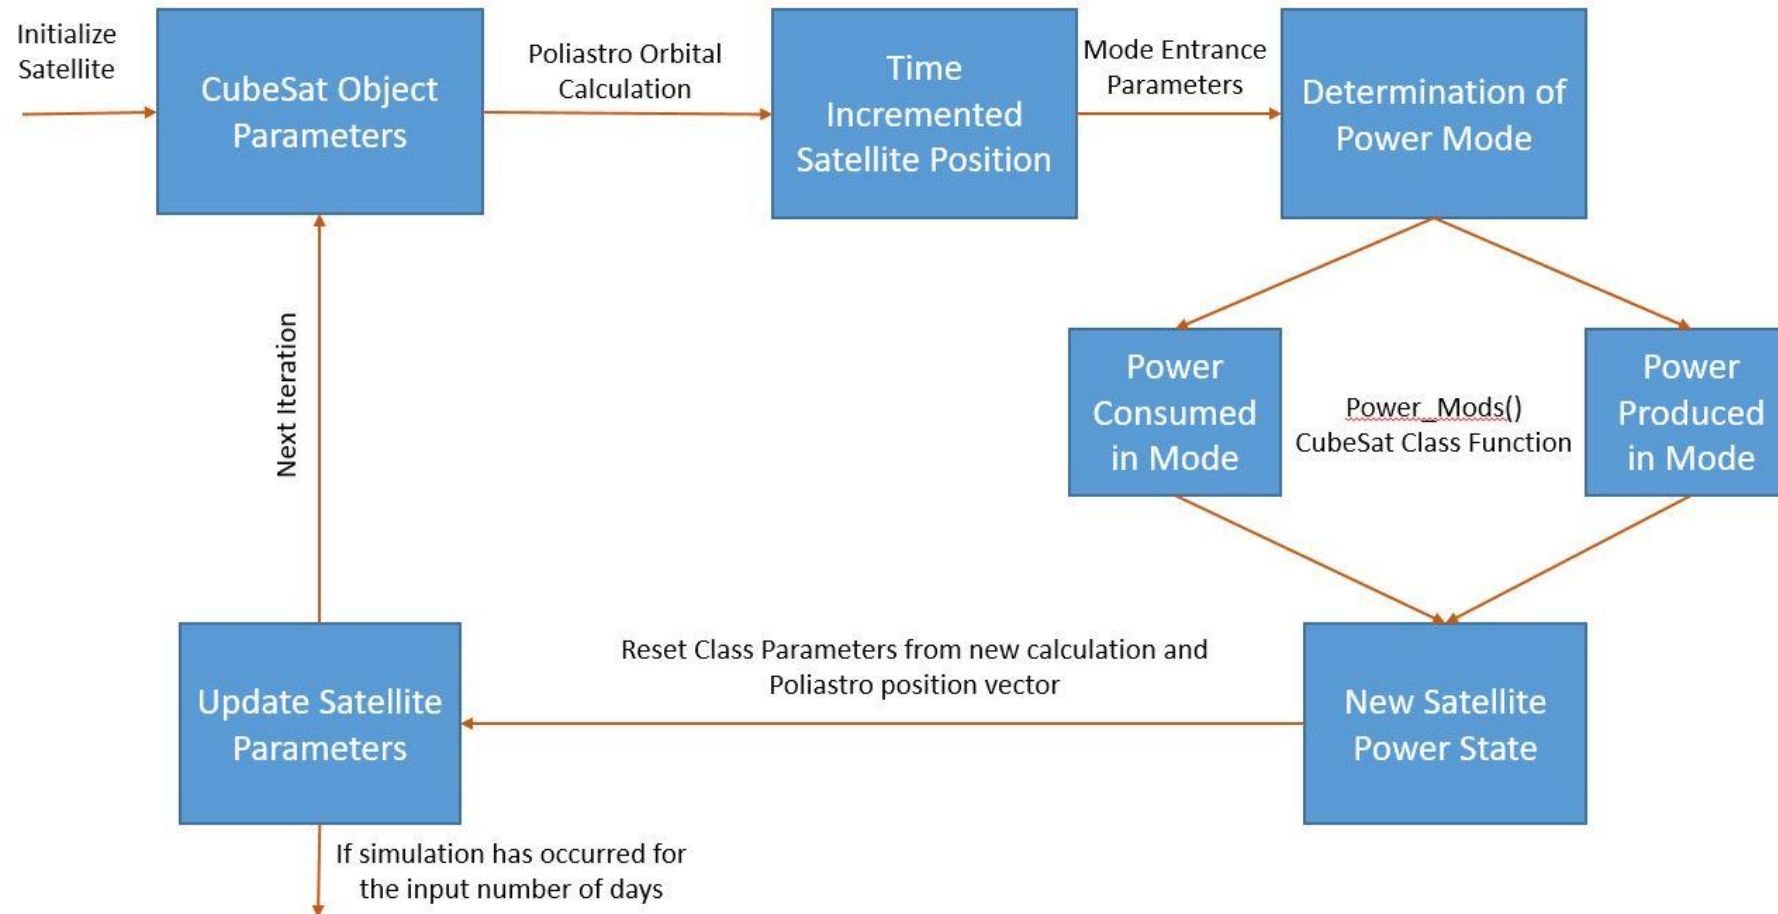 Initialize
Satellite
CubeSat Object
Parameters
Poliastro Orbital
Calculation
Time
Incremented
Satellite Position
Mode Entrance
Parameters
Determination of
Power Mode
Power
Consumed
in Mode
Power_Mods()
CubeSat Class Function
Power
Produced
in Mode
Next Iteration
New Satellite
Power State
Reset Class Parameters from new calculation and
Poliastro position vector
Update Satellite
Parameters
If simulation has occurred for
the input number of days